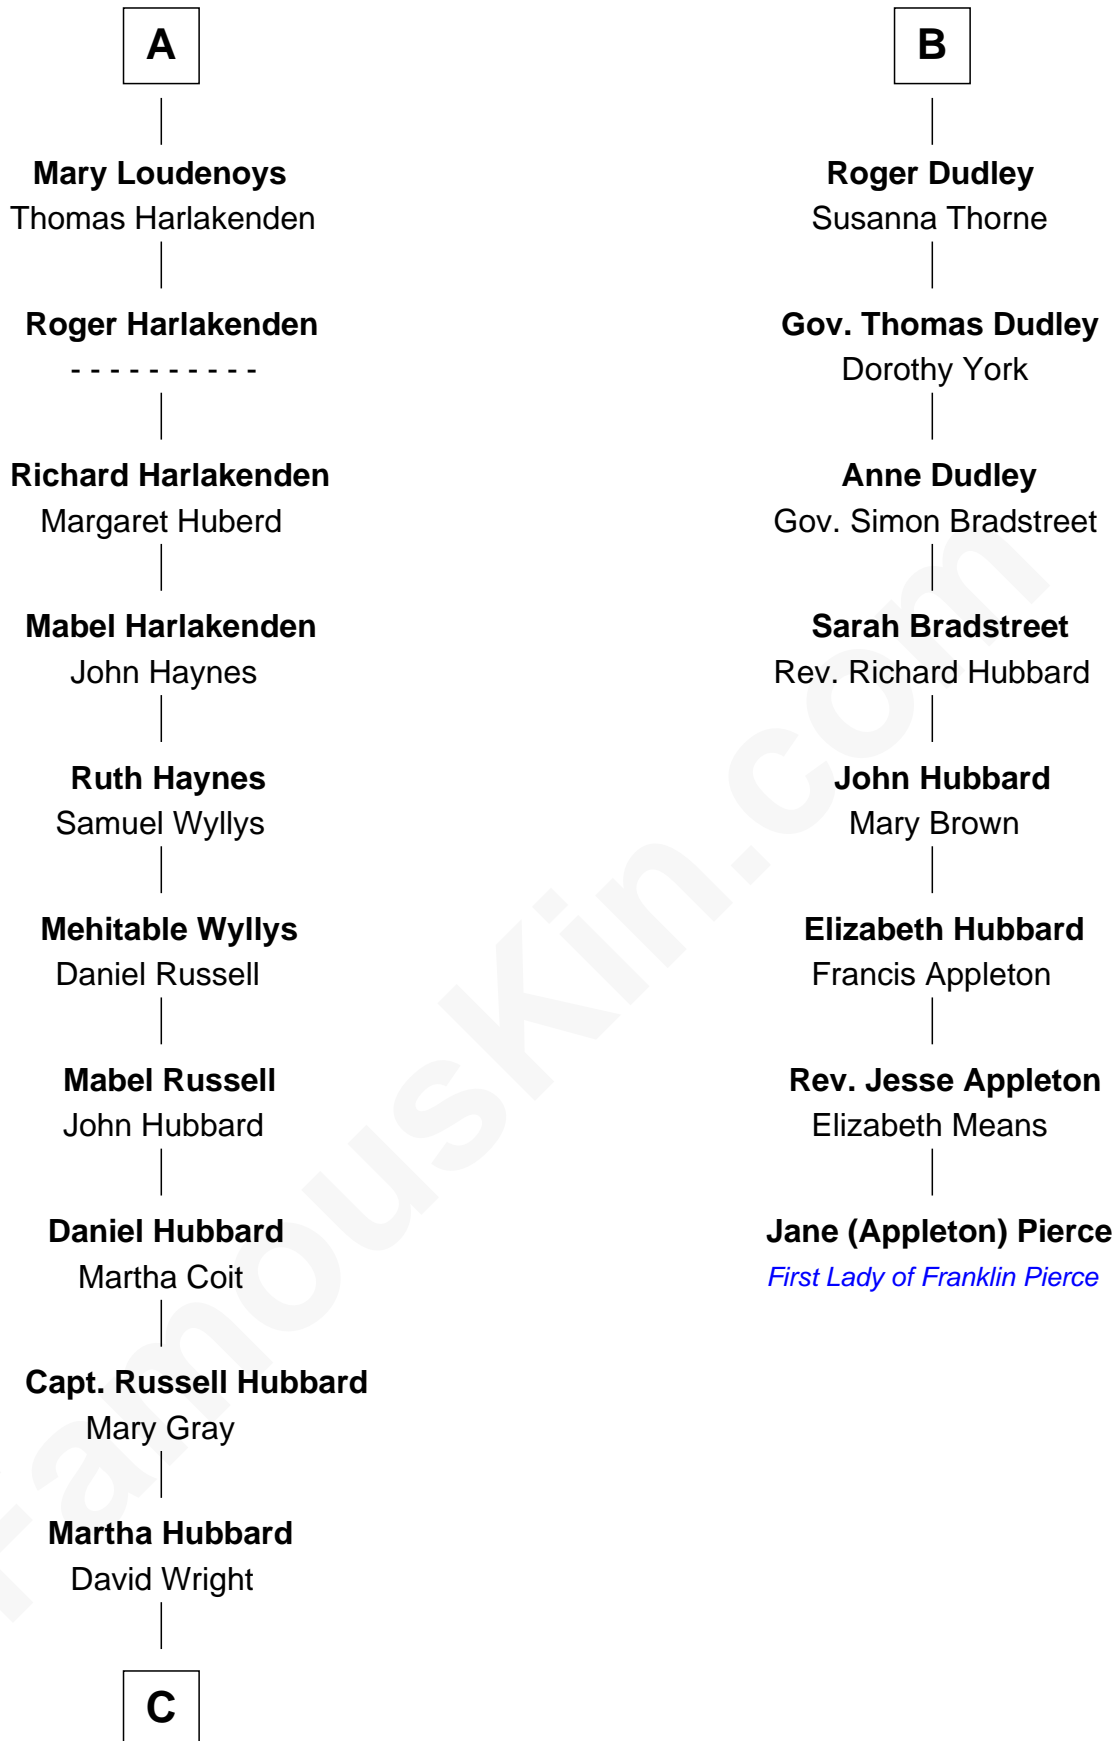 A
Mary Loudenoys
Thomas Harlakenden
Roger Harlakenden
- - - - - - - - - -
Richard Harlakenden
Margaret Huberd
Mabel Harlakenden
John Haynes
Ruth Haynes
Samuel Wyllys
Mehitable Wyllys
Daniel Russell
Mabel Russell
John Hubbard
Daniel Hubbard
Martha Coit
Capt. Russell Hubbard
Mary Gray
Martha Hubbard
David Wright
C
B
Roger Dudley
Susanna Thorne
Gov. Thomas Dudley
Dorothy York
Anne Dudley
Gov. Simon Bradstreet
Sarah Bradstreet
Rev. Richard Hubbard
John Hubbard
Mary Brown
Elizabeth Hubbard
Francis Appleton
Rev. Jesse Appleton
Elizabeth Means
Jane (Appleton) Pierce
First Lady of Franklin Pierce
FamousKin.com